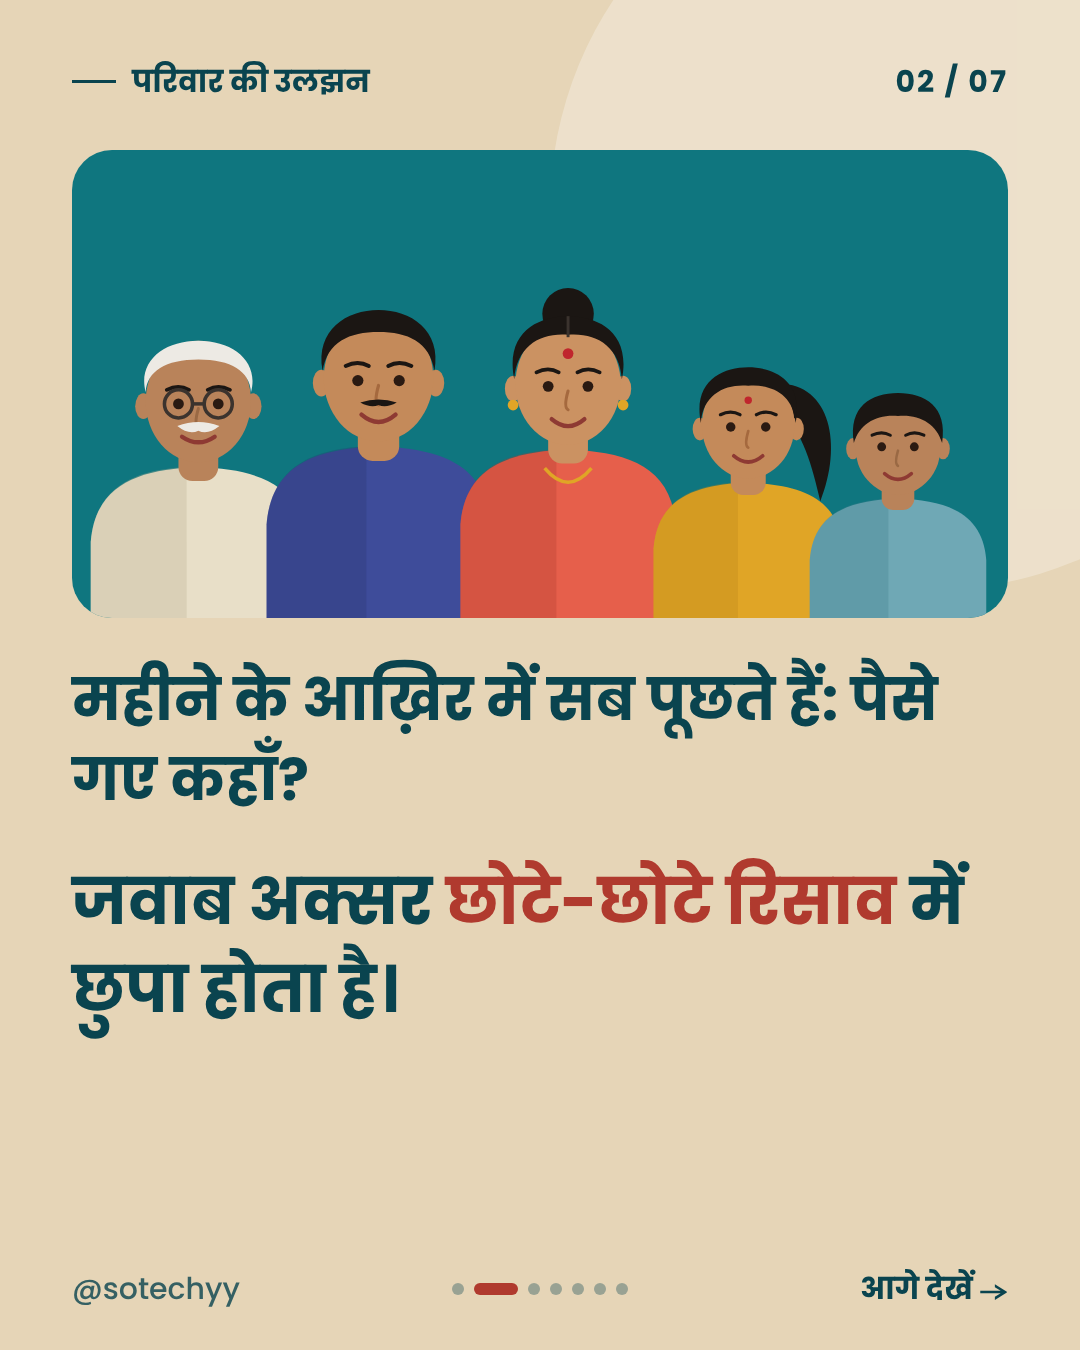 — परिवार की उलझन
02 / 07
महीने के आख़िर में सब पूछते हैं: पैसे
गए कहाँ?
जवाब अक्सर छोटे-छोटे रिसाव में
छुपा होता है।
@sotechyy
आगे देखें →